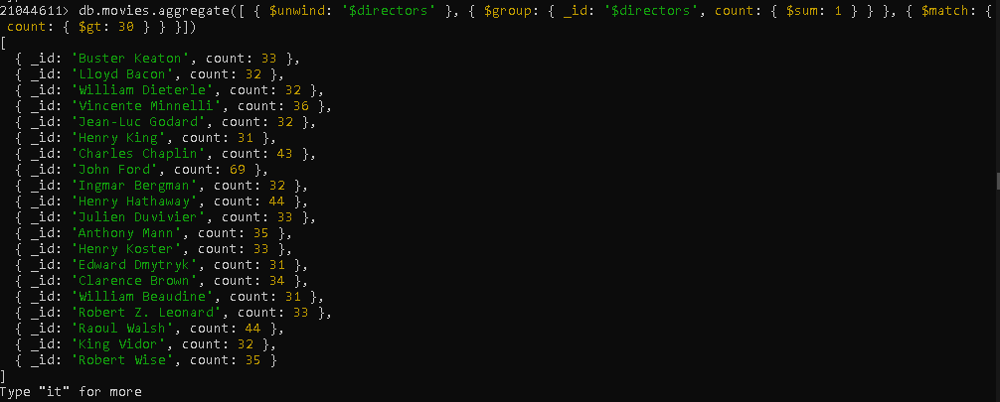 21044611> db.movies.aggregate([ { $unwind: '$directors' }, { $group: { _id: '$directors', count: { $sum: 1 } } }, { $match: {
 count: { $gt: 30 } } }])
[
  { _id: 'Buster Keaton', count: 33 },
  { _id: 'Lloyd Bacon', count: 32 },
  { _id: 'William Dieterle', count: 32 },
  { _id: 'Vincente Minnelli', count: 36 },
  { _id: 'Jean-Luc Godard', count: 32 },
  { _id: 'Henry King', count: 31 },
  { _id: 'Charles Chaplin', count: 43 },
  { _id: 'John Ford', count: 69 },
  { _id: 'Ingmar Bergman', count: 32 },
  { _id: 'Henry Hathaway', count: 44 },
  { _id: 'Julien Duvivier', count: 33 },
  { _id: 'Anthony Mann', count: 35 },
  { _id: 'Henry Koster', count: 33 },
  { _id: 'Edward Dmytryk', count: 31 },
  { _id: 'Clarence Brown', count: 34 },
  { _id: 'William Beaudine', count: 31 },
  { _id: 'Robert Z. Leonard', count: 33 },
  { _id: 'Raoul Walsh', count: 44 },
  { _id: 'King Vidor', count: 32 },
  { _id: 'Robert Wise', count: 35 }
]
Type "it" for more